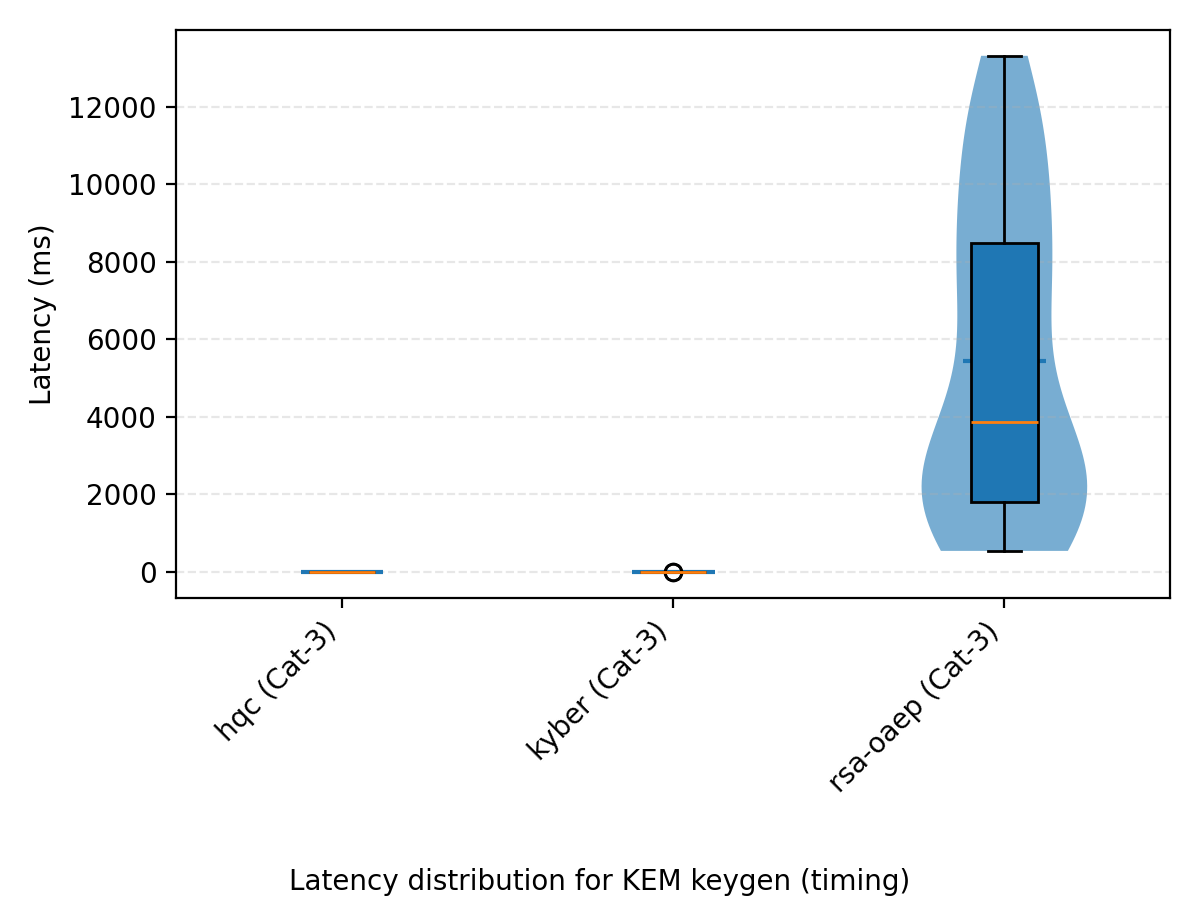 Latency (ms)
12000
10000
8000
6000
4000
2000
0
hqc (Cat-3)
kyber (Cat-3)
rsa-oaep (Cat-3)
Latency distribution for KEM keygen (timing)